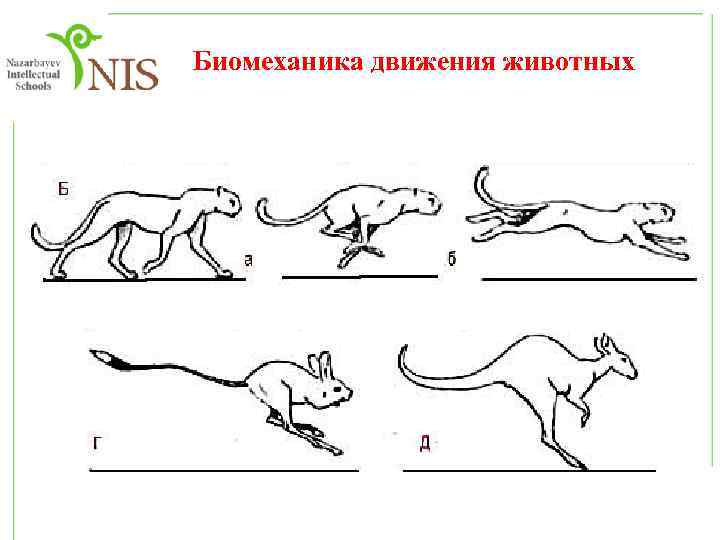 Nazarbayev
Intellectual
Schools
NIS
Биомеханика движения животных
Б
а
б
Г
Д